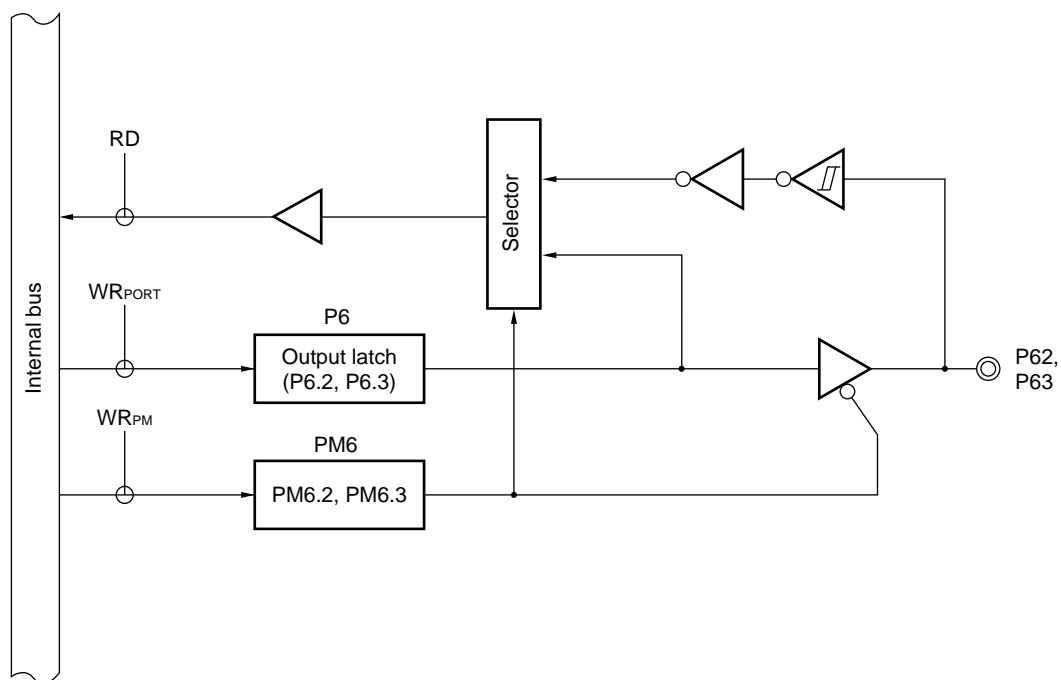 RD
Selector
WRPORT
P6
Internal bus
Output latch
(P6.2, P6.3)
P62,
P63
WRPM
PM6
PM6.2, PM6.3